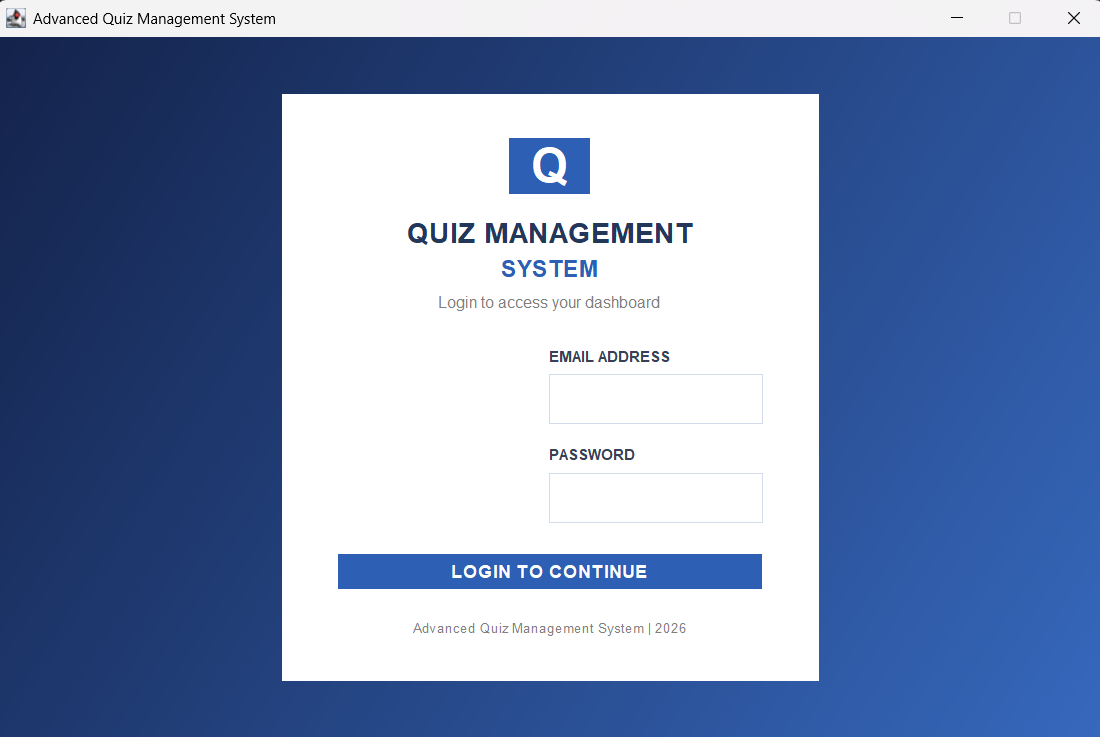 Advanced Quiz Management System
Q
QUIZ MANAGEMENT
SYSTEM
Login to access your dashboard
EMAIL ADDRESS
PASSWORD
LOGIN TO CONTINUE
Advanced Quiz Management System | 2026